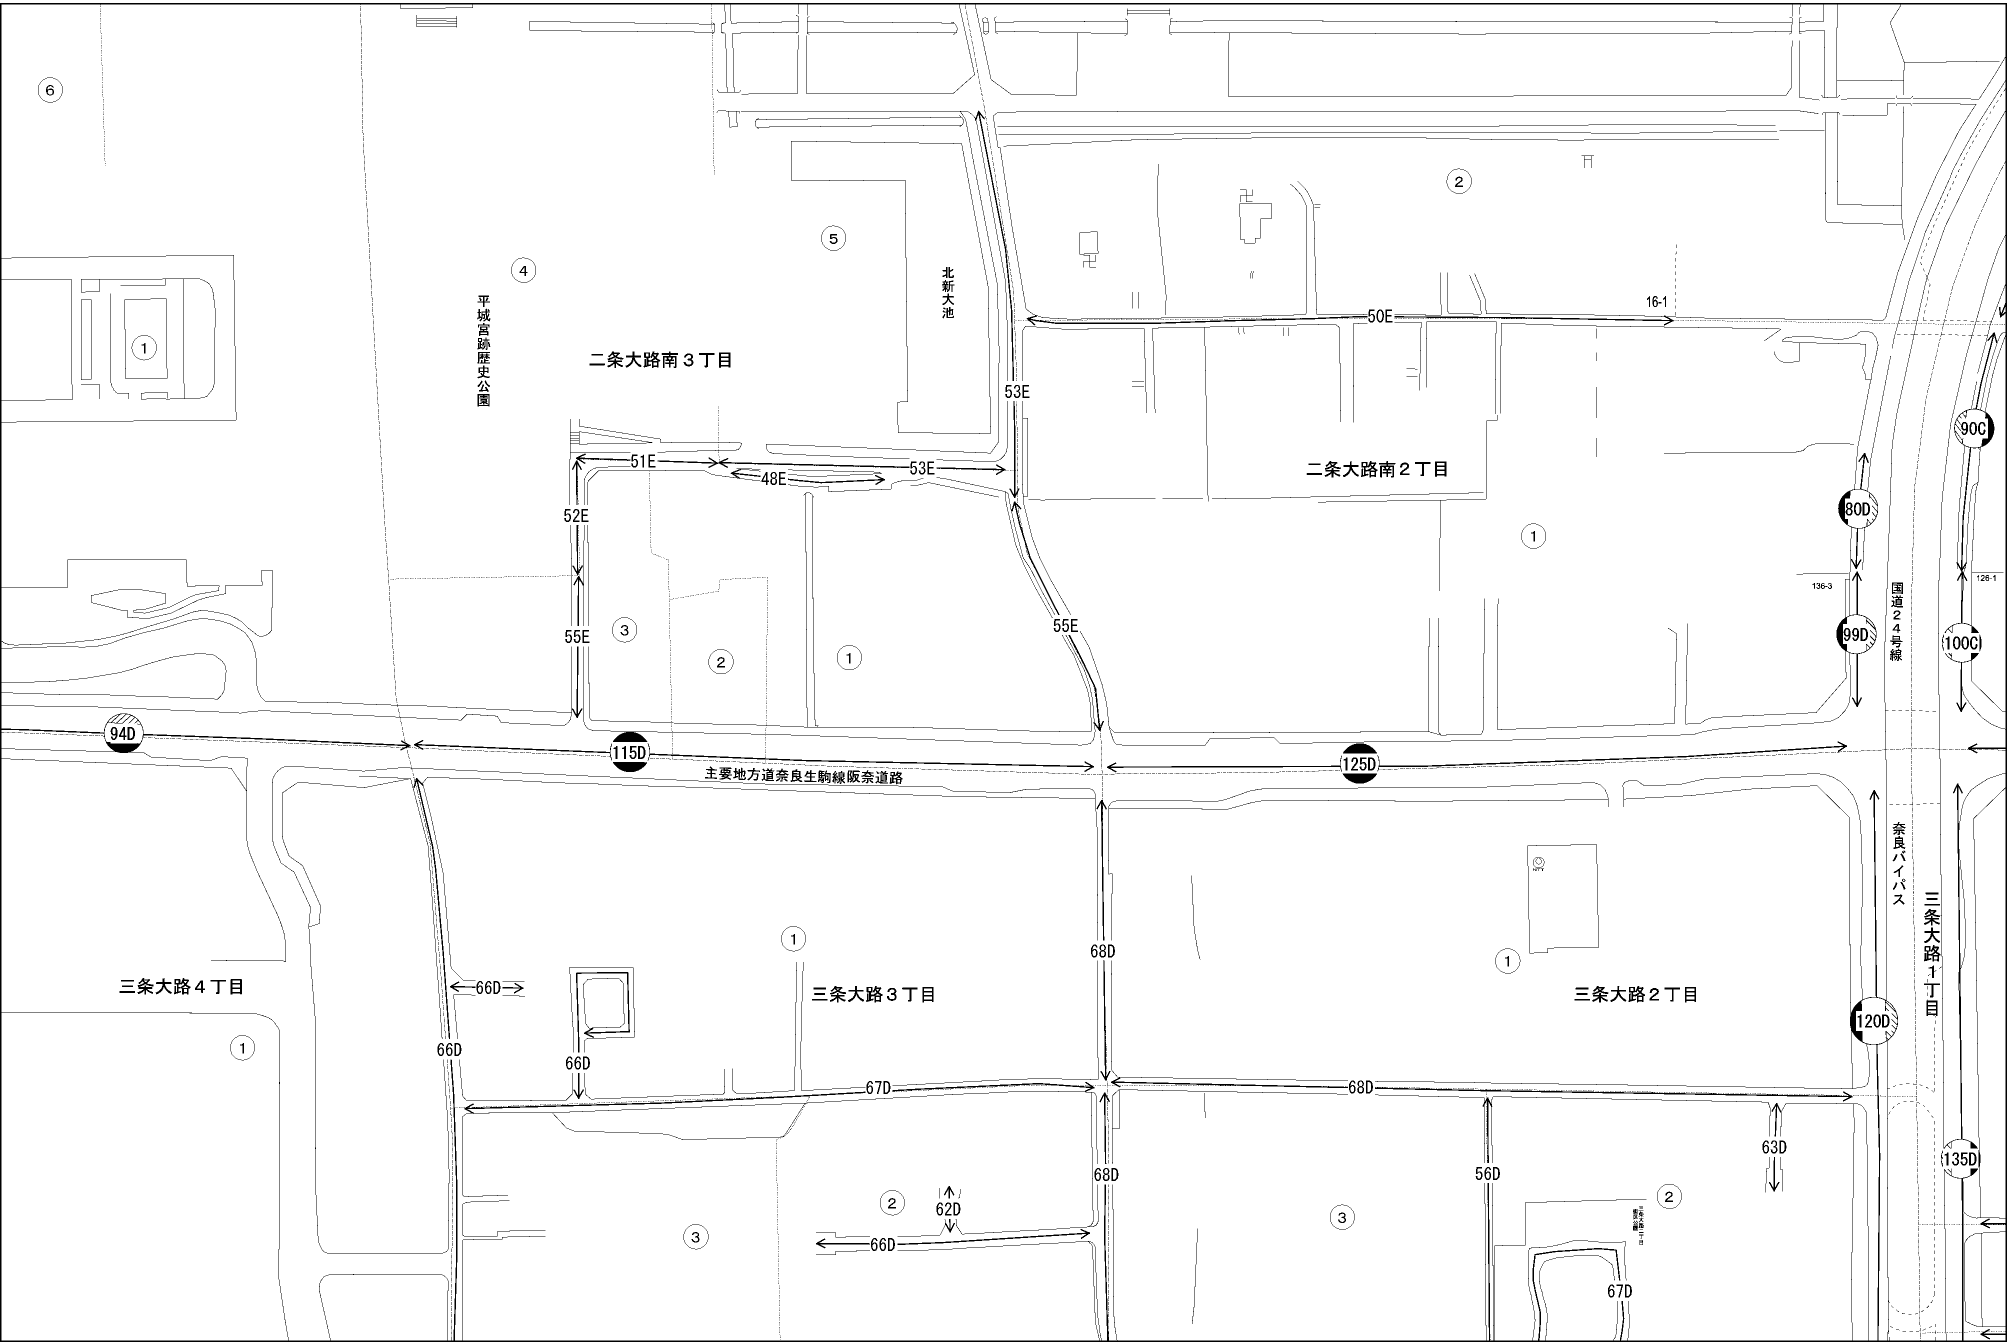 6
2
5
4
北新大池
平城宮跡歴史公園
16-1
50E
1
二条大路南3丁目
53E
90C
51E
53E
48E
二条大路南2丁目
80D
52E
1
136-3
126-1
国道24号線
3
55E
55E
99D
100C
2
1
94D
115D
125D
主要地方道奈良生駒線阪奈道路
奈良バイパス
NTT
三条大路1丁目
1
68D
1
三条大路4丁目
66D
三条大路3丁目
三条大路2丁目
120D
1
66D
66D
67D
68D
63D
135D
68D
56D
2
62D
2
3
66D
3
67D